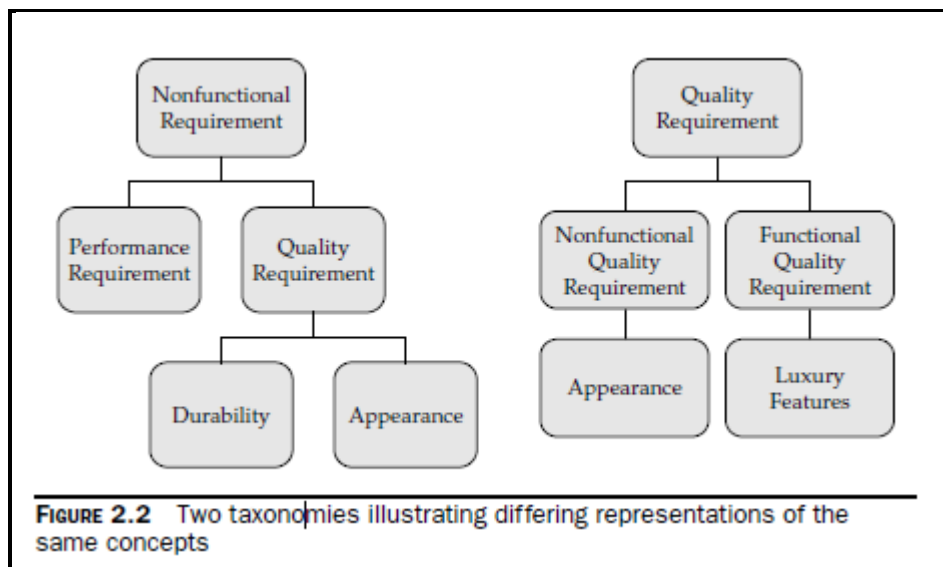 Nonfunctional
Requirement
Performance
Requirement
Quality
Requirement
Durability
Appearance
Quality
Requirement
Nonfunctional
Quality
Requirement
Functional
Quality
Requirement
Appearance
Luxury
Features
FIGURE 2.2 Two taxonomies illustrating differing representations of the
same concepts